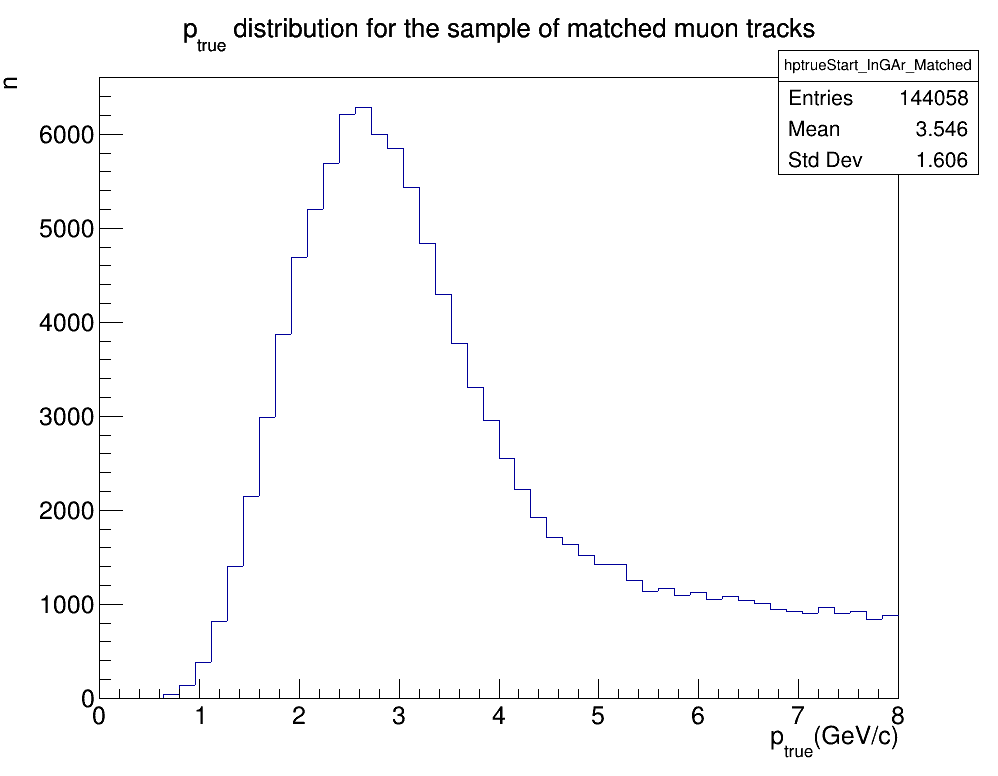 p_true distribution for the sample of matched muon tracks
hptrueStart_InGAr_Matched
Entries 144058
Mean 3.546
Std Dev 1.606
n
6000
5000
4000
3000
2000
1000
0
0 1 2 3 4 5 6 7 8
p_true(GeV/c)